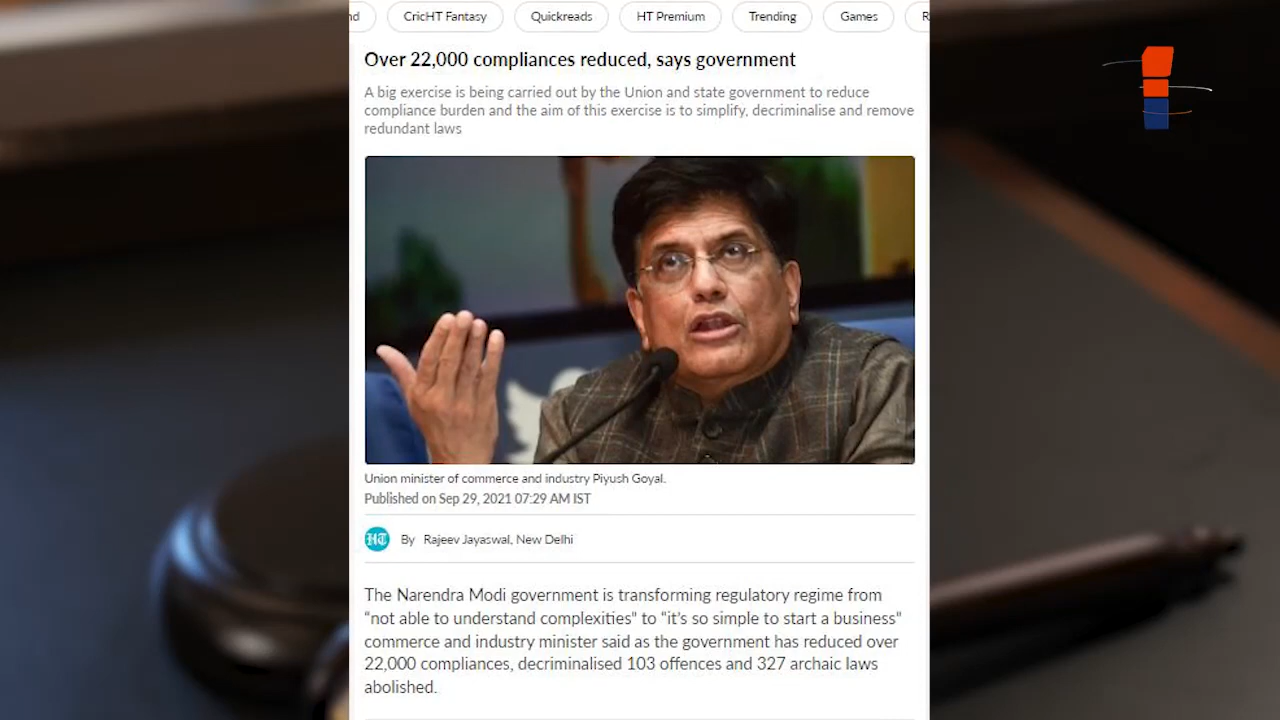 nd CricHT Fantasy Quickreads HT Premium Trending Games R
Over 22,000 compliances reduced, says government
A big exercise is being carried out by the Union and state government to reduce
compliance burden and the aim of this exercise is to simplify, decriminalise and remove
redundant laws
Union minister of commerce and industry Piyush Goyal.
Published on Sep 29, 2021 07:29 AM IST
HT By Rajeev Jayaswal, New Delhi
The Narendra Modi government is transforming regulatory regime from
“not able to understand complexities" to “it’s so simple to start a business”
commerce and industry minister said as the government has reduced over
22,000 compliances, decriminalised 103 offences and 327 archaic laws
abolished.